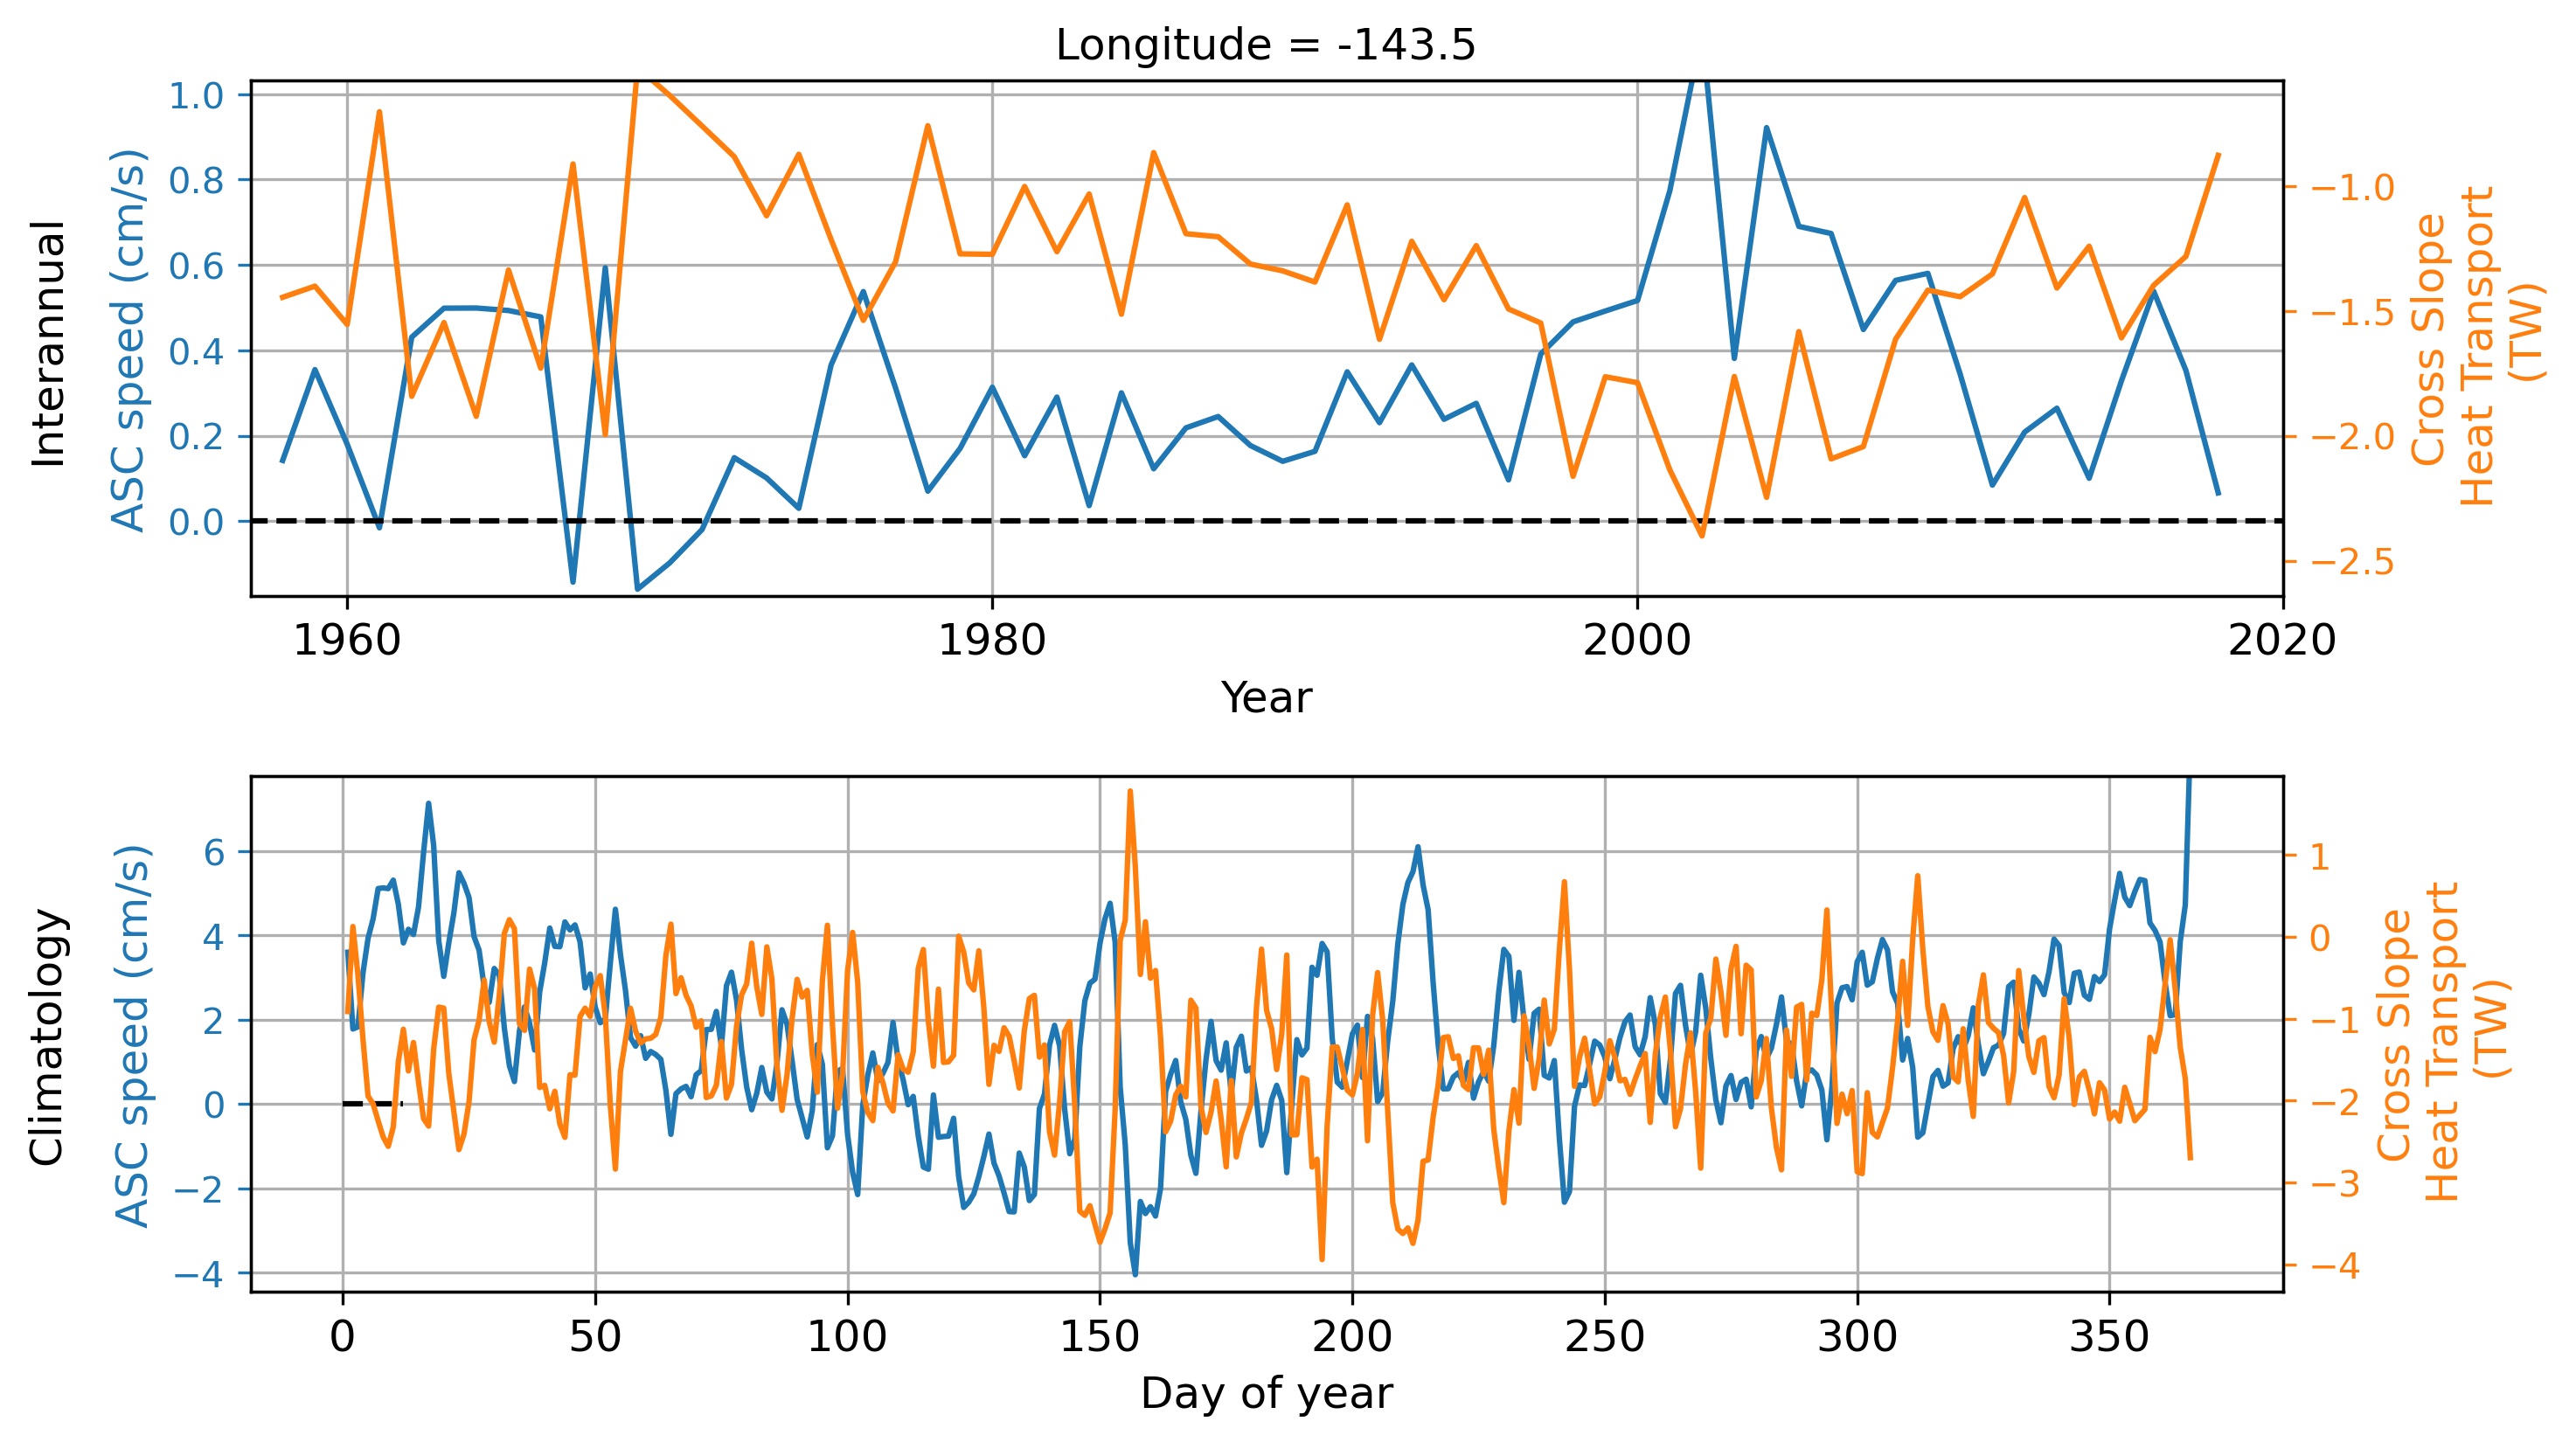 Longitude = -143.5
Interannual
ASC speed (cm/s)
1.0
0.8
0.6
0.4
0.2
0.0
−1.0
−1.5
−2.0
−2.5
Cross Slope
Heat Transport
(TW)
1960
1980
2000
2020
Year
Climatology
ASC speed (cm/s)
6
4
2
0
−2
−4
1
0
−1
−2
−3
−4
Cross Slope
Heat Transport
(TW)
0
50
100
150
200
250
300
350
Day of year